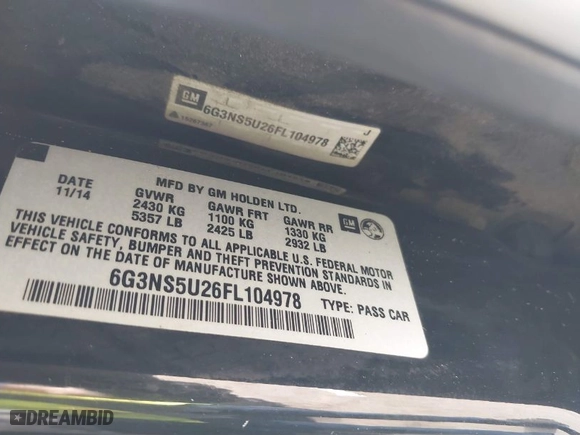 GM
6G3NS5U26FL104978
J
MFD BY GM HOLDEN LTD.
DATE
11/14
GVWR
2430 KG
5357 LB
GAWR FRT
1100 KG
2425 LB
GAWR RR
1330 KG
2932 LB
GM
THIS VEHICLE CONFORMS TO ALL APPLICABLE U.S. FEDERAL MOTOR
VEHICLE SAFETY, BUMPER AND THEFT PREVENTION STANDARDS IN
EFFECT ON THE DATE OF MANUFACTURE SHOWN ABOVE.
6G3NS5U26FL104978
TYPE: PASS CAR
DREAMBID